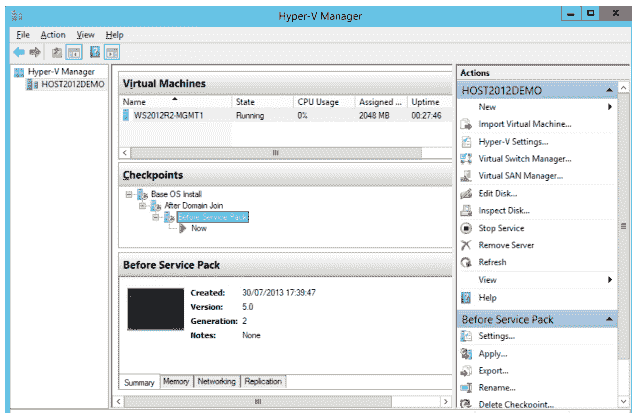 Hyper-V Manager
File Action View Help
Hyper-V Manager
HOST2012DEMO
Virtual Machines
Name State CPU Usage Assigned ... Uptime
WS2012R2-MGMT1 Running 0% 2048 MB 00:27:46
Checkpoints
Base OS Install
After Domain Join
Before Service Pack
Now
Before Service Pack
Created: 30/07/2013 17:39:47
Version: 5.0
Generation: 2
Notes: None
Summary Memory Networking Replication
Actions
HOST2012DEMO
New
Import Virtual Machine...
Hyper-V Settings...
Virtual Switch Manager...
Virtual SAN Manager...
Edit Disk...
Inspect Disk...
Stop Service
Remove Server
Refresh
View
Help
Before Service Pack
Settings...
Apply...
Export...
Rename...
Delete Checkpoint...